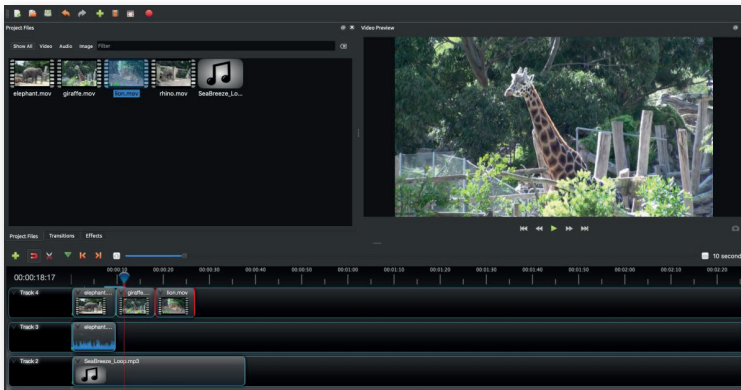 Project Files
Video Preview
Show All Video Audio Image Filter
elephant.mov giraffe.mov lion.mov rhino.mov SeaBreeze_Lo...
Project Files Transitions Effects
10 second
00:00:18:17
00:00:10 00:00:20 00:00:30 00:00:40 00:00:50 00:01:00 00:01:10 00:01:20 00:01:30 00:01:40 00:01:50 00:02:00 00:02:10 00:02:20
Track 4 elephant.... giraffe.... lion.mov
Track 3 elephant....
Track 2 SeaBreeze_Loop.mp3